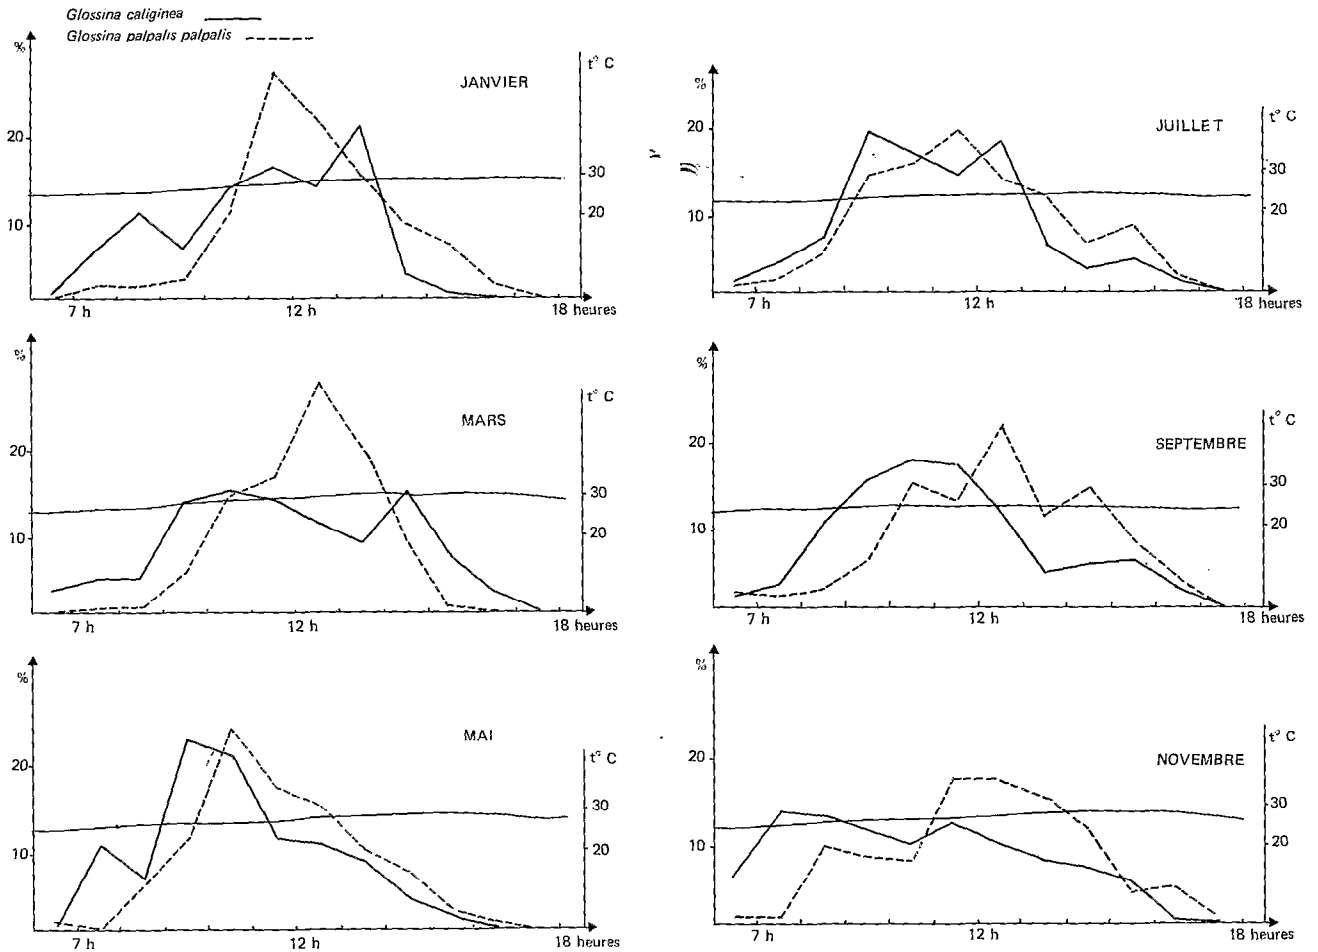 Glossina caliginea
Glossina palpalis palpalis
%
t° C
JANVIER
20
30
20
10
7 h
12 h
18 heures
%
t° C
JUILLET
20
30
20
10
7 h
12 h
18 heures
%
t° C
MARS
20
30
20
10
7 h
12 h
18 heures
%
t° C
SEPTEMBRE
20
30
20
10
7 h
12 h
18 heures
%
t° C
MAI
20
30
20
10
7 h
12 h
18 heures
%
t° C
NOVEMBRE
20
30
20
10
7 h
12 h
18 heures